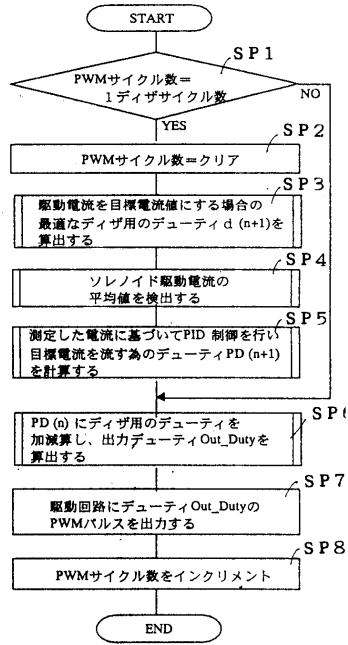 START
SP1
PWMサイクル数=
1ディザサイクル数
NO
YES
SP2
PWMサイクル数=クリア
SP3
駆動電流を目標電流値にする場合の
最適なディザ用のデューティd (n+1)を
算出する
SP4
ソレノイド駆動電流の
平均値を検出する
SP5
測定した電流に基づいてPID 制御を行い
目標電流を流す為のデューティPD (n+1)
を計算する
SP6
PD (n) にディザ用のデューティを
加減算し、出力デューティOut_Dutyを
算出する
SP7
駆動回路にデューティOut_Dutyの
PWMパルスを出力する
SP8
PWMサイクル数をインクリメント
END